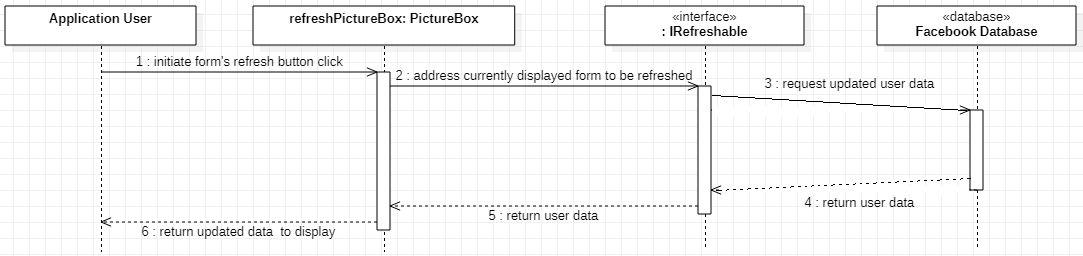 Application User
refreshPictureBox: PictureBox
«interface»
: IRefreshable
«database»
Facebook Database
1 : initiate form's refresh button click
2 : address currently displayed form to be refreshed
3 : request updated user data
4 : return user data
5 : return user data
6 : return updated data  to display